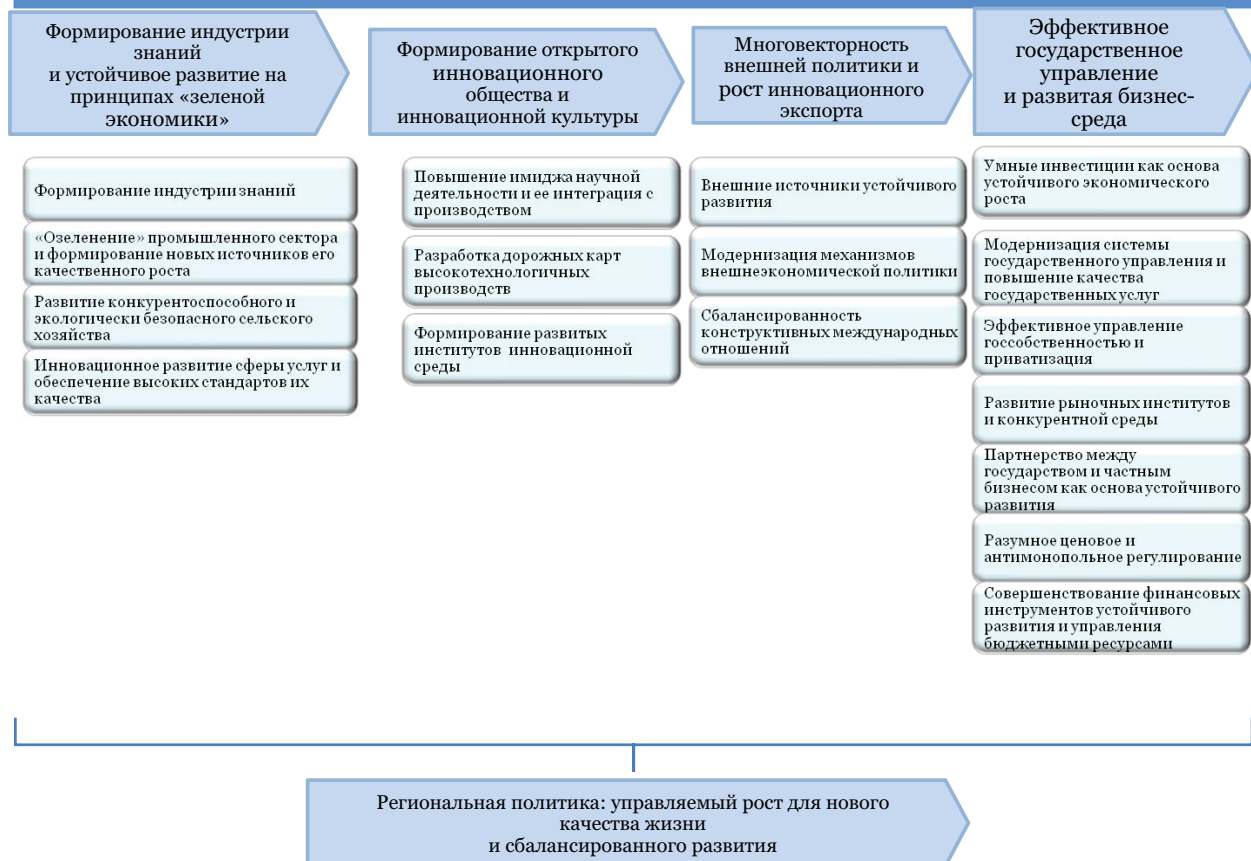 Формирование индустрии
знаний
и устойчивое развитие на
принципах «зеленой
экономики»
Формирование открытого
инновационного
общества и
инновационной культуры
Многовекторность
внешней политики и
рост инновационного
экспорта
Эффективное
государственное
управление
и развитая бизнес-
среда
Формирование индустрии знаний
«Озеленение» промышленного сектора
и формирование новых источников его
качественного роста
Развитие конкурентоспособного и
экологически безопасного сельского
хозяйства
Инновационное развитие сферы услуг и
обеспечение высоких стандартов их
качества
Повышение имиджа научной
деятельности и ее интеграция с
производством
Разработка дорожных карт
высокотехнологичных
производств
Формирование развитых
институтов инновационной
среды
Внешние источники устойчивого
развития
Модернизация механизмов
внешнеэкономической политики
Сбалансированность
конструктивных международных
отношений
Умные инвестиции как основа
устойчивого экономического
роста
Модернизация системы
государственного управления и
повышение качества
государственных услуг
Эффективное управление
госсобственностью и
приватизация
Развитие рыночных институтов
и конкурентной среды
Партнерство между
государством и частным
бизнесом как основа устойчивого
развития
Разумное ценовое и
антимонопольное регулирование
Совершенствование финансовых
инструментов устойчивого
развития и управления
бюджетными ресурсами
Региональная политика: управляемый рост для нового
качества жизни
и сбалансированного развития